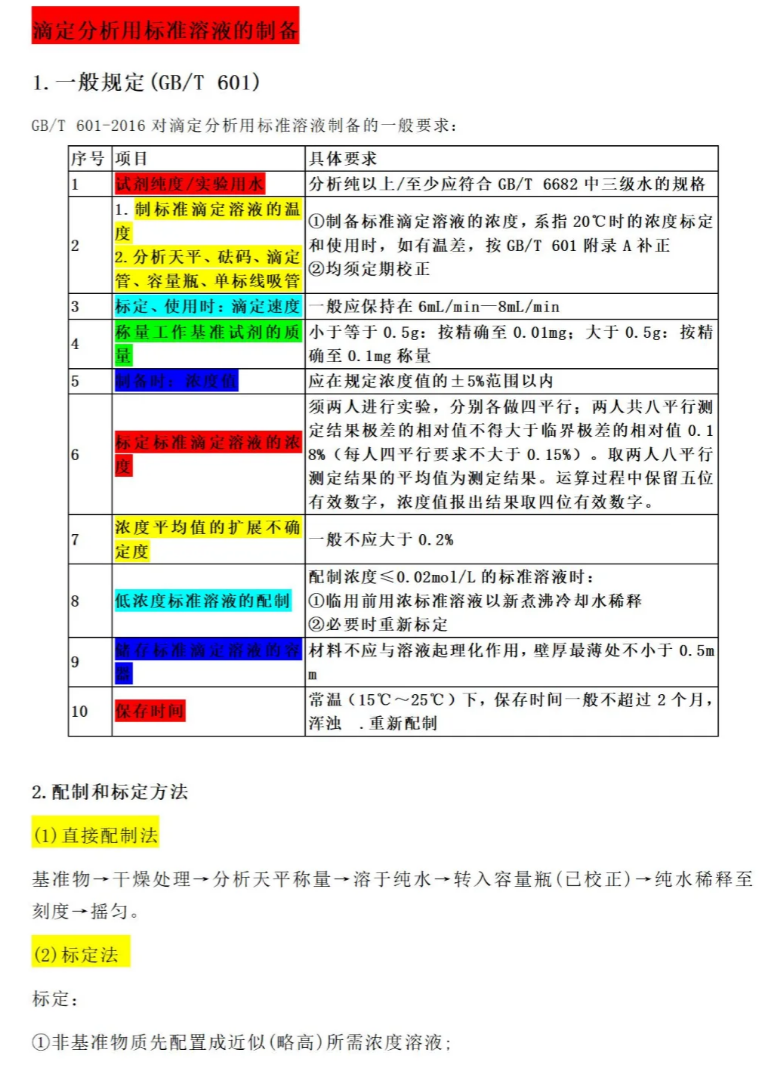 滴定分析用标准溶液的制备
1.一般规定(GB/T 601)
GB/T 601-2016 对滴定分析用标准溶液制备的一般要求：
序号 项目 具体要求
1 试剂纯度/实验用水 分析纯以上/至少应符合 GB/T 6682 中三级水的规格
2
1. 制标准滴定溶液的温
度
2.分析天平、砝码、滴定
管、容量瓶、单标线吸管
①制备标准滴定溶液的浓度，系指 20℃时的浓度标定
和使用时，如有温差，按 GB/T 601 附录 A 补正
②均须定期校正
3 标定、使用时：滴定速度 一般应保持在 6mL/min—8mL/min
4
称量工作基准试剂的质
量
小于等于 0.5g：按精确至 0.01mg；大于 0.5g：按精
确至 0.1mg 称量
5 制备时：浓度值 应在规定浓度值的±5%范围以内
6
标定标准滴定溶液的浓
度
须两人进行实验，分别各做四平行；两人共八平行测
定结果极差的相对值不得大于临界极差的相对值 0.1
8%（每人四平行要求不大于 0.15%）。取两人八平行
测定结果的平均值为测定结果。运算过程中保留五位
有效数字，浓度值报出结果取四位有效数字。
7
浓度平均值的扩展不确
定度
一般不应大于 0.2%
8 低浓度标准溶液的配制
配制浓度≤0.02mol/L 的标准溶液时：
①临用前用浓标准溶液以新煮沸冷却水稀释
②必要时重新标定
9
储存标准滴定溶液的容
器
材料不应与溶液起理化作用，壁厚最薄处不小于 0.5m
m
10 保存时间
常温（15℃～25℃）下，保存时间一般不超过 2 个月，
浑浊 .重新配制
2.配制和标定方法
(1)直接配制法
基准物→干燥处理→分析天平称量→溶于纯水→转入容量瓶(已校正)→纯水稀释至
刻度→摇匀。
(2)标定法
标定：
①非基准物质先配置成近似(略高)所需浓度溶液;